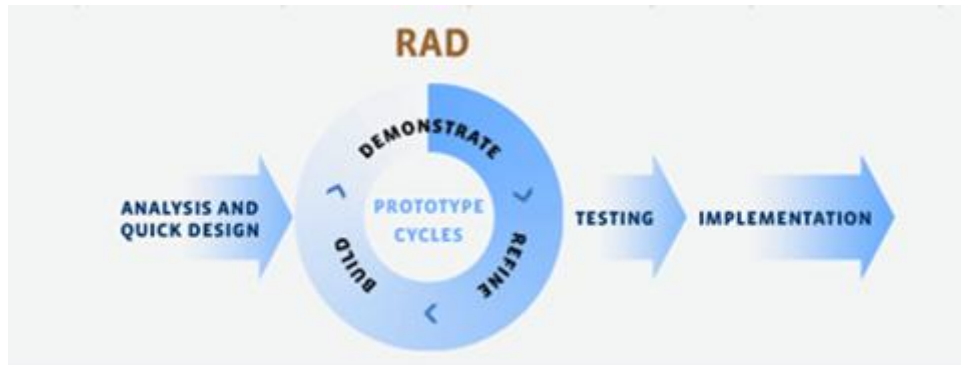 RAD
ANALYSIS AND
QUICK DESIGN
DEMONSTRATE
PROTOTYPE
CYCLES
BUILD
REFINE
TESTING
IMPLEMENTATION